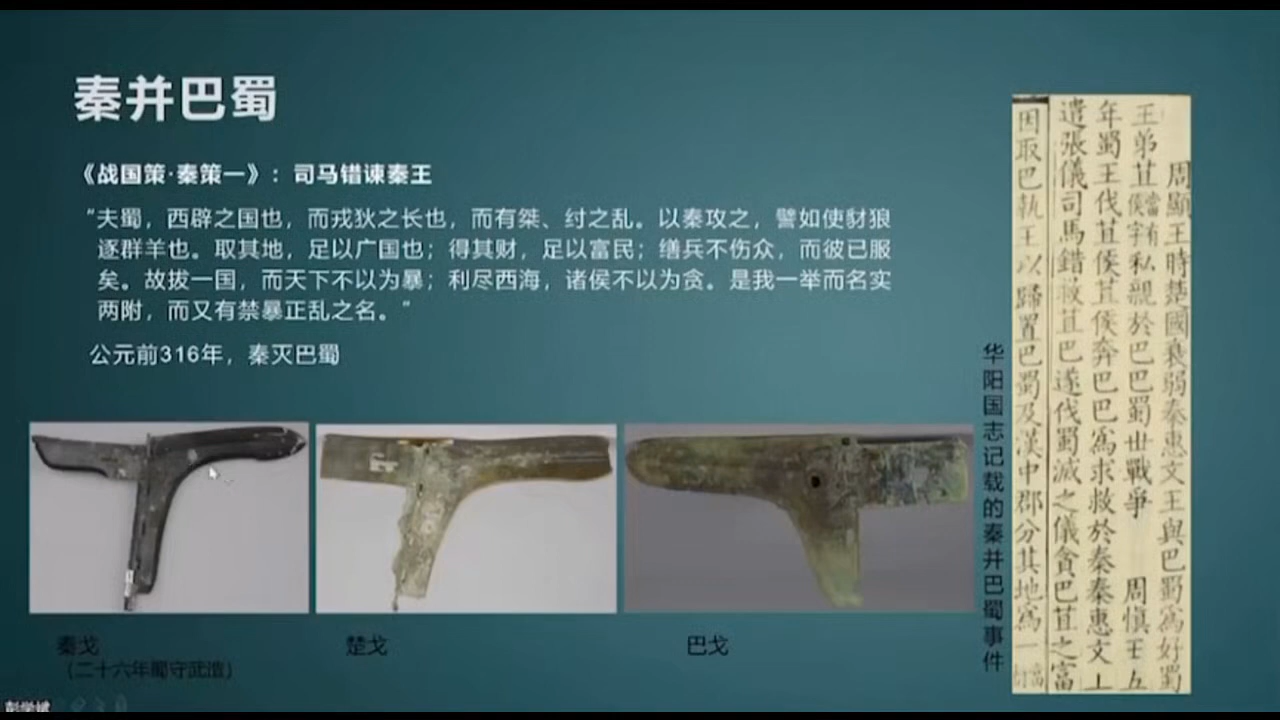 秦并巴蜀
《战国策·秦策一》:司马错谏秦王
“夫蜀,西辟之国也,而戎狄之长也,而有桀、纣之乱。以秦攻之,譬如使豺狼
逐群羊也。取其地,足以广国也;得其财,足以富民;缮兵不伤众,而彼已服
矣。故拔一国,而天下不以为暴;利尽西海,诸侯不以为贪。是我一举而名实
两附,而又有禁暴正乱之名。”
公元前316年,秦灭巴蜀
秦戈
(二十六年蜀守武造)
楚戈
巴戈
华阳国志记载的秦并巴蜀事件
周顯王時楚國衰弱秦惠文王與巴蜀為好蜀
王弟苴侯私親於巴巴蜀世戰爭 周慎王五
年蜀王伐苴侯苴侯奔巴巴為求救於秦秦惠文王
遣張儀司馬錯救苴巴遂伐蜀滅之儀貪巴苴之富
因取巴執王以歸置巴蜀及漢中郡分其地為一